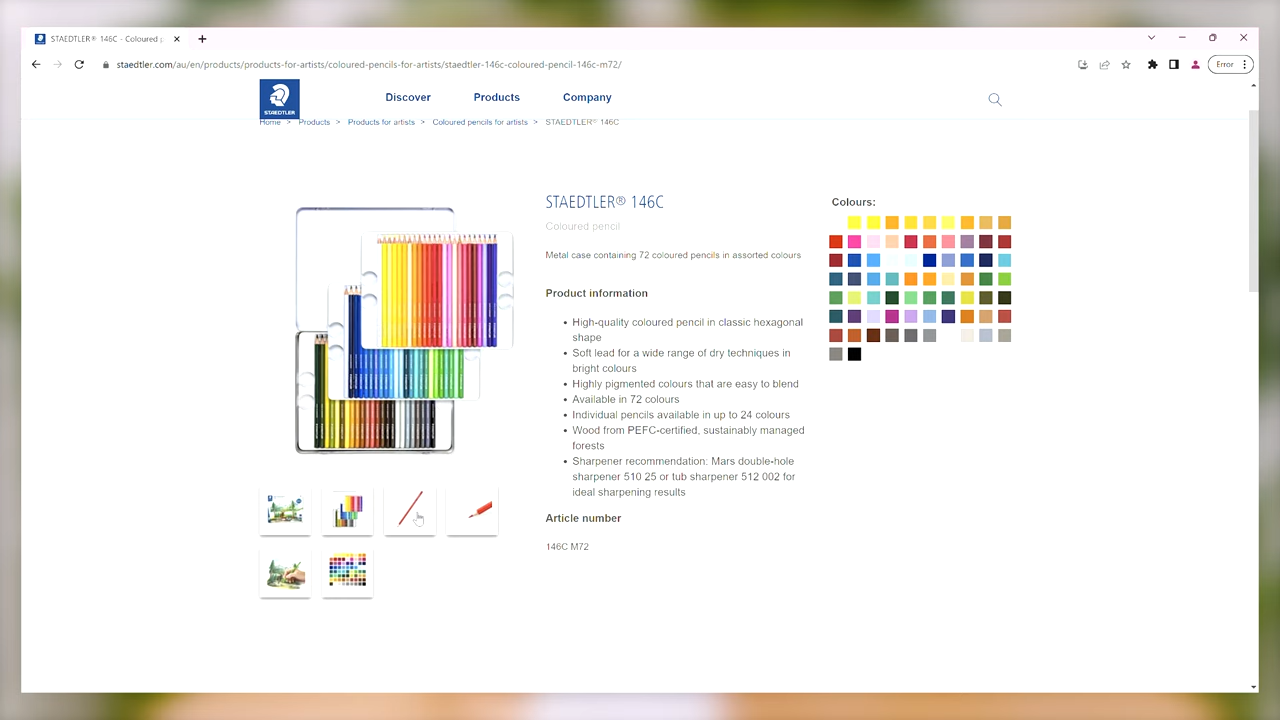 STAEDTLER® 146C - Coloured p
staedtler.com/au/en/products/products-for-artists/coloured-pencils-for-artists/staedtler-146c-coloured-pencil-146c-m72/
Error
STAEDTLER
Discover
Products
Company
Home > Products > Products for artists > Coloured pencils for artists > STAEDTLER® 146C
STAEDTLER® 146C
Coloured pencil
Metal case containing 72 coloured pencils in assorted colours
Product information
• High-quality coloured pencil in classic hexagonal
shape
• Soft lead for a wide range of dry techniques in
bright colours
• Highly pigmented colours that are easy to blend
• Available in 72 colours
• Individual pencils available in up to 24 colours
• Wood from PEFC-certified, sustainably managed
forests
• Sharpener recommendation: Mars double-hole
sharpener 510 25 or tub sharpener 512 002 for
ideal sharpening results
Article number
146C M72
Colours: